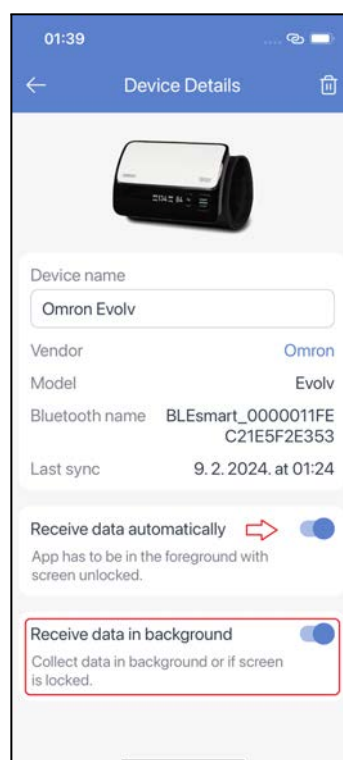 01:39
Device Details
Device name
Omron Evolv
Vendor Omron
Model Evolv
Bluetooth name BLEsmart_0000011FE
C21E5F2E353
Last sync 9. 2. 2024. at 01:24
Receive data automatically
App has to be in the foreground with
screen unlocked.
Receive data in background
Collect data in background or if screen
is locked.